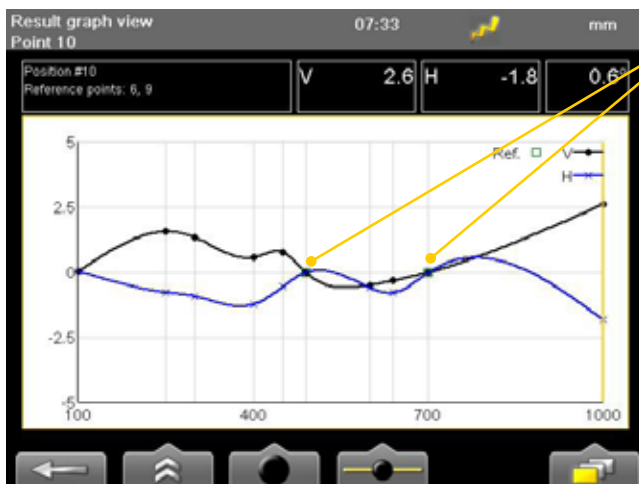 Result graph view 07:33 mm
Point 10
Position #10
Reference points: 6, 9
V 2.6 H -1.8 0.6°
5
Ref. V
H
2.5
0
-2.5
-5
100 400 700 1000